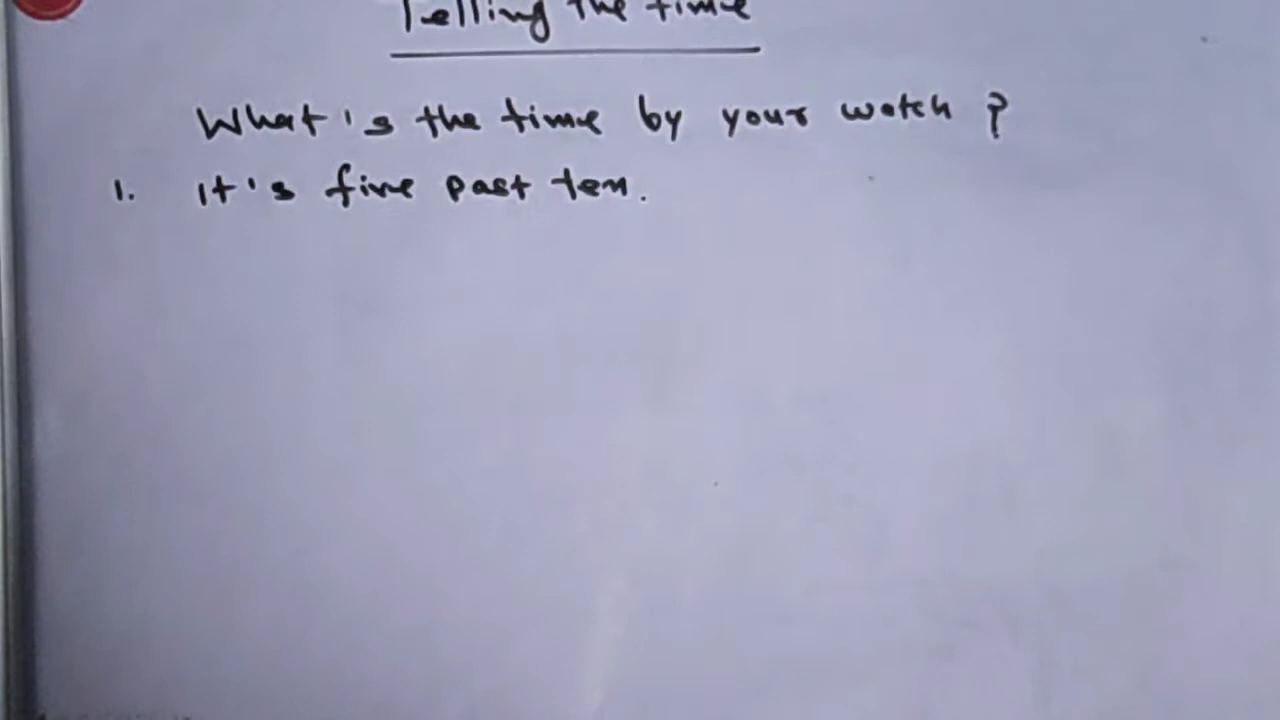 Telling the time
What's the time by your watch ?
1. It's five past ten.